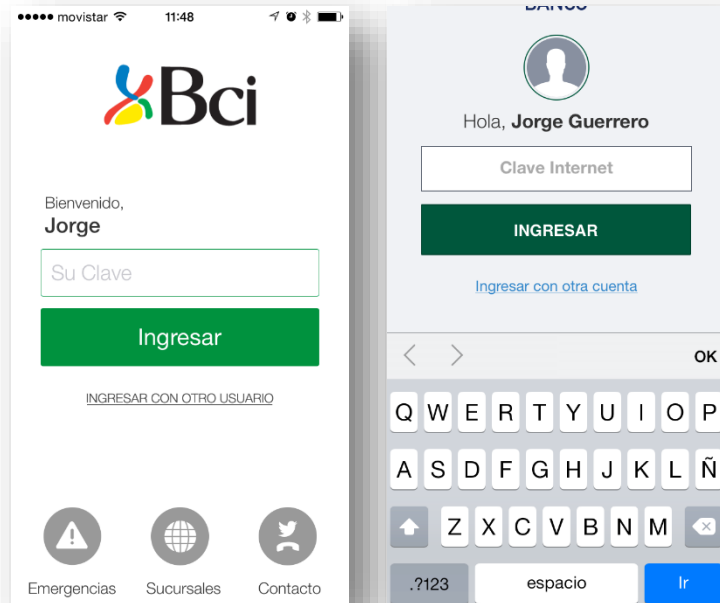 movistar 11:48
Bci
Bienvenido,
Jorge
Su Clave
Ingresar
INGRESAR CON OTRO USUARIO
Emergencias Sucursales Contacto
Hola, Jorge Guerrero
Clave Internet
INGRESAR
Ingresar con otra cuenta
OK
Q W E R T Y U I O P
A S D F G H J K L Ñ
Z X C V B N M
.?123 espacio Ir